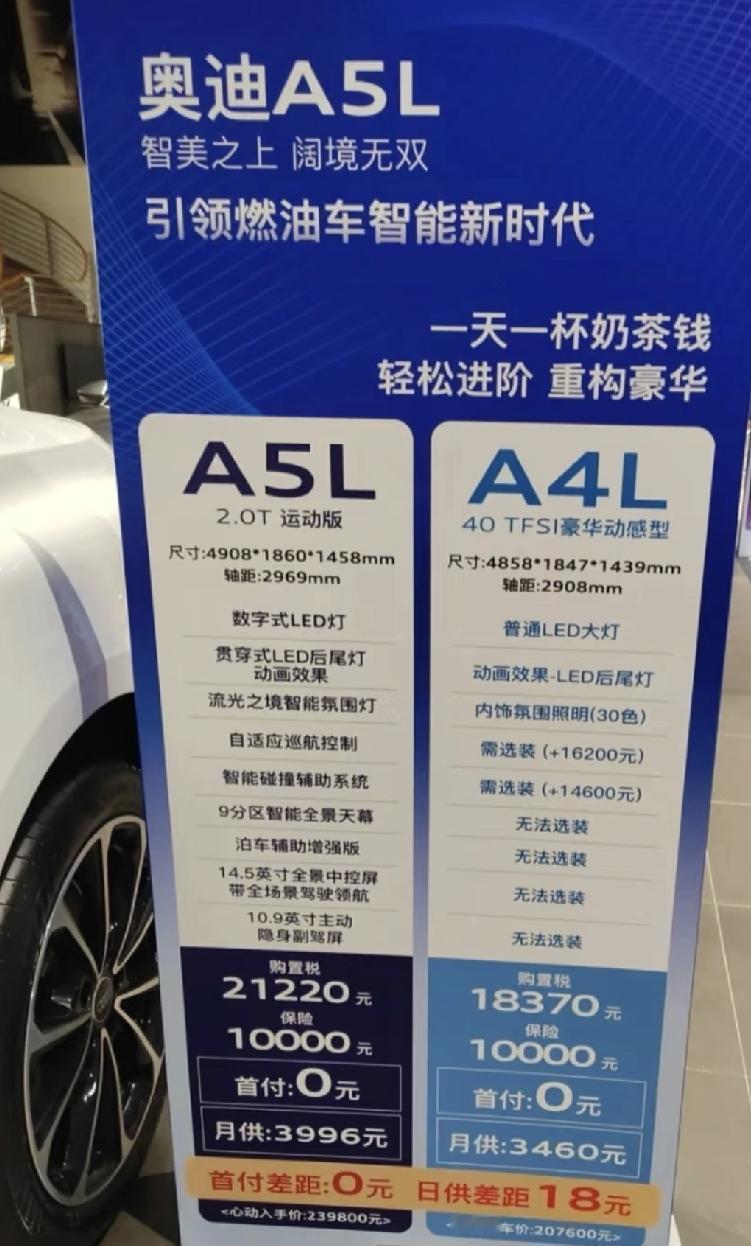 奥迪A5L
智美之上 阔境无双
引领燃油车智能新时代
一天一杯奶茶钱
轻松进阶 重构豪华
A5L
2.0T 运动版
尺寸:4908*1860*1458mm
轴距:2969mm
数字式LED灯
贯穿式LED后尾灯
动画效果
流光之境智能氛围灯
自适应巡航控制
智能碰撞辅助系统
9分区智能全景天幕
泊车辅助增强版
14.5英寸全景中控屏
带全场景驾驶领航
10.9英寸主动
隐身副驾屏
购置税
21220元
保险
10000元
首付:0元
月供:3996元
A4L
40 TFSI豪华动感型
尺寸:4858*1847*1439mm
轴距:2908mm
普通LED大灯
动画效果-LED后尾灯
内饰氛围照明(30色)
需选装 (+16200元)
需选装 (+14600元)
无法选装
无法选装
无法选装
无法选装
购置税
18370元
保险
10000元
首付:0元
月供:3460元
首付差距:0元 日供差距18元
<心动入手价:239800元>
车价:207600元>